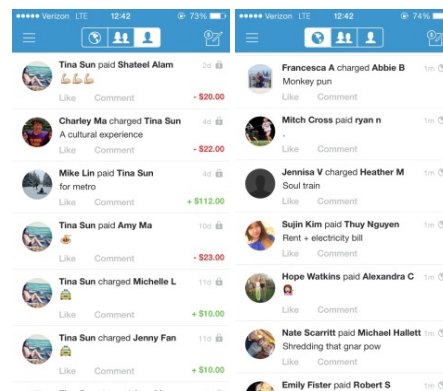 Verizon LTE 12:42 73%
Tina Sun paid Shateel Alam 2d
💪💪💪
Like Comment - $20.00
Charley Ma charged Tina Sun 4d
A cultural experience
Like Comment - $22.00
Mike Lin paid Tina Sun 4d
for metro
Like Comment + $112.00
Tina Sun paid Amy Ma 10d
🍝
Like Comment - $23.00
Tina Sun charged Michelle L 11d
🚖
Like Comment + $10.00
Tina Sun charged Jenny Fan 11d
🚖
Like Comment + $10.00
Verizon LTE 12:42 74%
Francesca A charged Abbie B 1m
Monkey pun
Like Comment
Mitch Cross paid ryan n 1m
.
Like Comment
Jennisa V charged Heather M 1m
Soul train
Like Comment
Sujin Kim paid Thuy Nguyen 1m
Rent + electricity bill
Like Comment
Hope Watkins paid Alexandra C 1m
💇
Like Comment
Nate Scarritt paid Michael Hallett 1m
Shredding that gnar pow
Like Comment
Emily Fister paid Robert S 1m